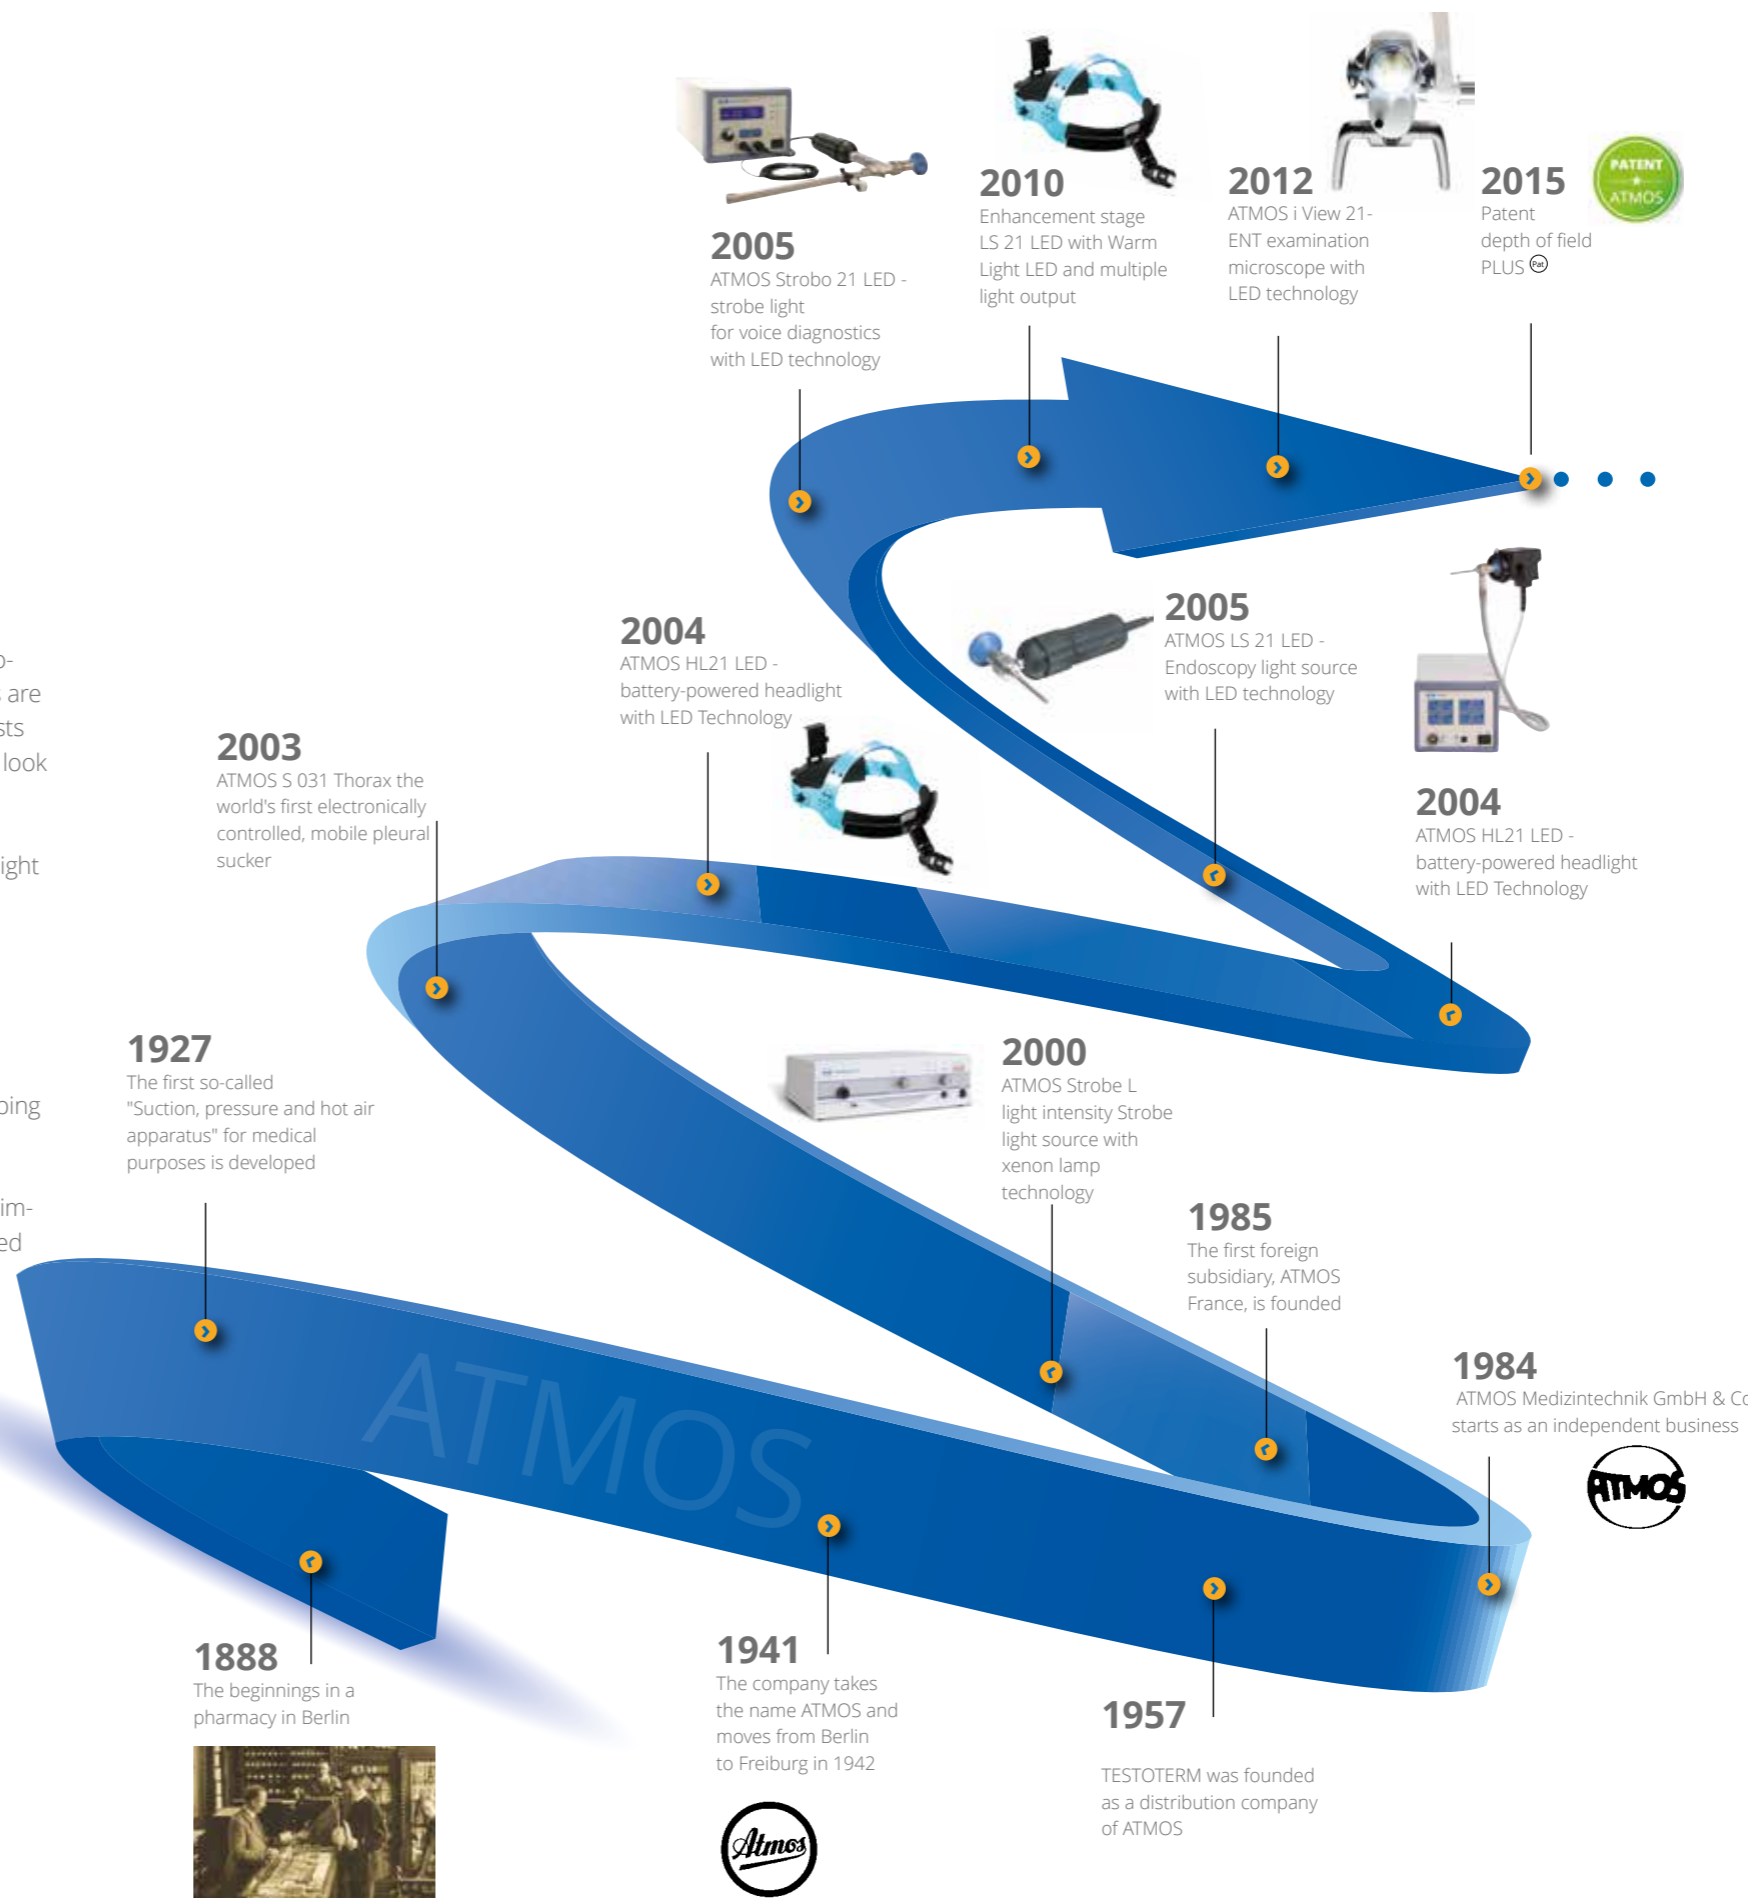 2005
ATMOS Strobo 21 LED -
strobe light
for voice diagnostics
with LED technology
2010
Enhancement stage
LS 21 LED with Warm
Light LED and multiple
light output
2012
ATMOS i View 21-
ENT examination
microscope with
LED technology
2015
Patent
depth of field
PLUS Pat
PATENT
ATMOS
2004
ATMOS HL21 LED -
battery-powered headlight
with LED Technology
2005
ATMOS LS 21 LED -
Endoscopy light source
with LED technology
2004
ATMOS HL21 LED -
battery-powered headlight
with LED Technology
2003
ATMOS S 031 Thorax the
world's first electronically
controlled, mobile pleural
sucker
o-
s are
sts
look
ight
ping
im-
ed
1927
The first so-called
"Suction, pressure and hot air
apparatus" for medical
purposes is developed
2000
ATMOS Strobe L
light intensity Strobe
light source with
xenon lamp
technology
1985
The first foreign
subsidiary, ATMOS
France, is founded
1984
ATMOS Medizintechnik GmbH & Co
starts as an independent business
ATMOS
ATMOS
1888
The beginnings in a
pharmacy in Berlin
1941
The company takes
the name ATMOS and
moves from Berlin
to Freiburg in 1942
Atmos
1957
TESTOTERM was founded
as a distribution company
of ATMOS